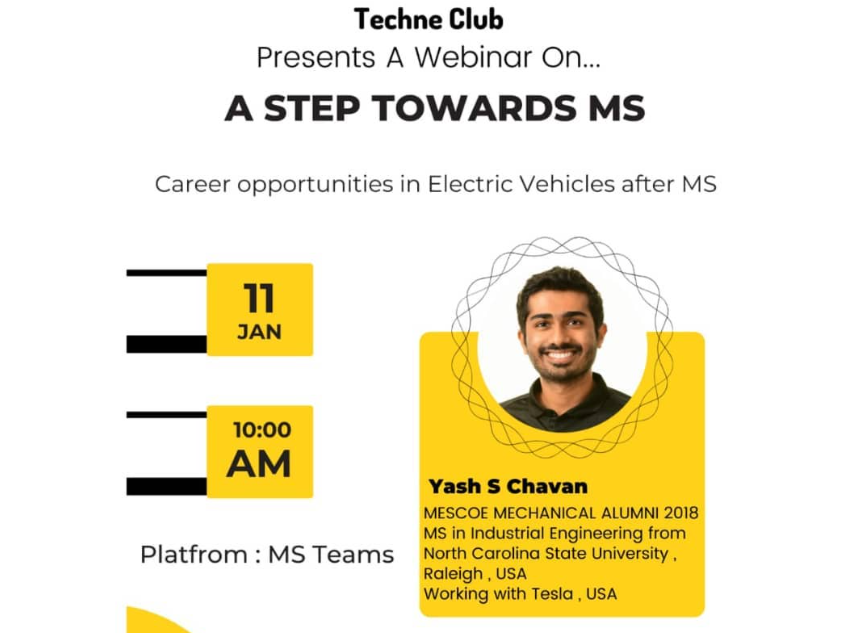 Techne Club
Presents A Webinar On...
A STEP TOWARDS MS
Career opportunities in Electric Vehicles after MS
11
JAN
10:00
AM
Platfrom : MS Teams
Yash S Chavan
MESCOE MECHANICAL ALUMNI 2018
MS in Industrial Engineering from
North Carolina State University ,
Raleigh , USA
Working with Tesla , USA